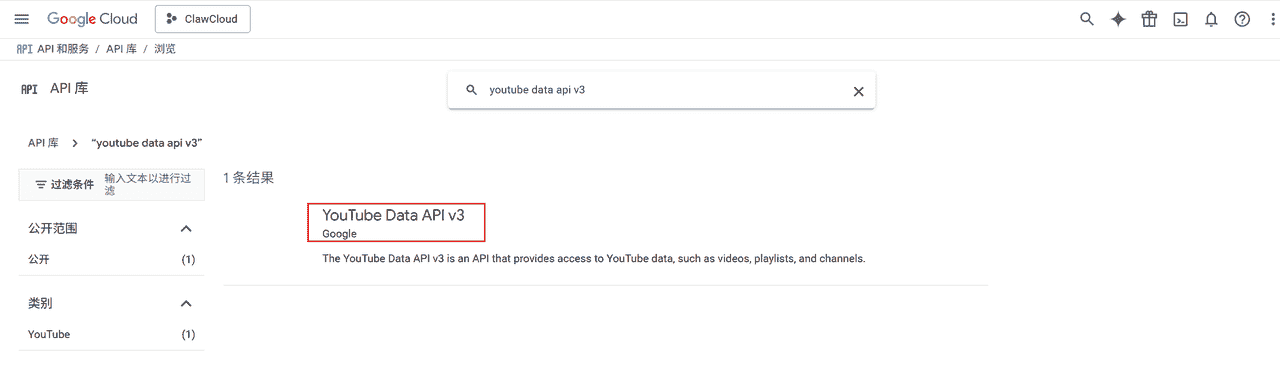 Google Cloud
ClawCloud
API API 和服务 / API 库 / 浏览
API API 库
youtube data api v3
API 库 > “youtube data api v3”
过滤条件 输入文本以进行过
滤
1 条结果
YouTube Data API v3
Google
The YouTube Data API v3 is an API that provides access to YouTube data, such as videos, playlists, and channels.
公开范围
公开 (1)
类别
YouTube (1)